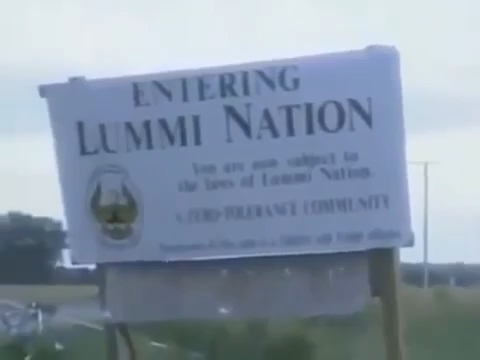 ENTERING
LUMMI NATION
You are now subject to
the laws of Lummi Nation.
A ZERO-TOLERANCE COMMUNITY